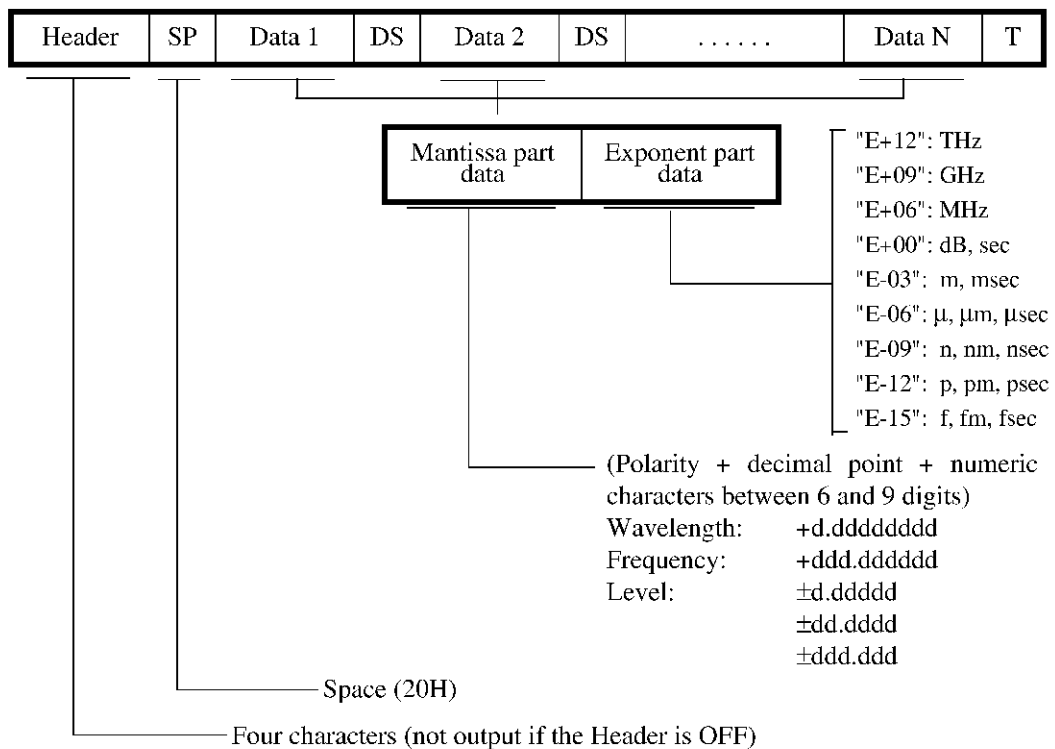 Header SP Data 1 DS Data 2 DS ...... Data N T
Mantissa part data
Exponent part data
"E+12": THz
"E+09": GHz
"E+06": MHz
"E+00": dB, sec
"E-03": m, msec
"E-06": μ, μm, μsec
"E-09": n, nm, nsec
"E-12": p, pm, psec
"E-15": f, fm, fsec
(Polarity + decimal point + numeric
characters between 6 and 9 digits)
Wavelength: +d.dddddddd
Frequency: +ddd.dddddd
Level: ±d.ddddd
±dd.dddd
±ddd.ddd
Space (20H)
Four characters (not output if the Header is OFF)